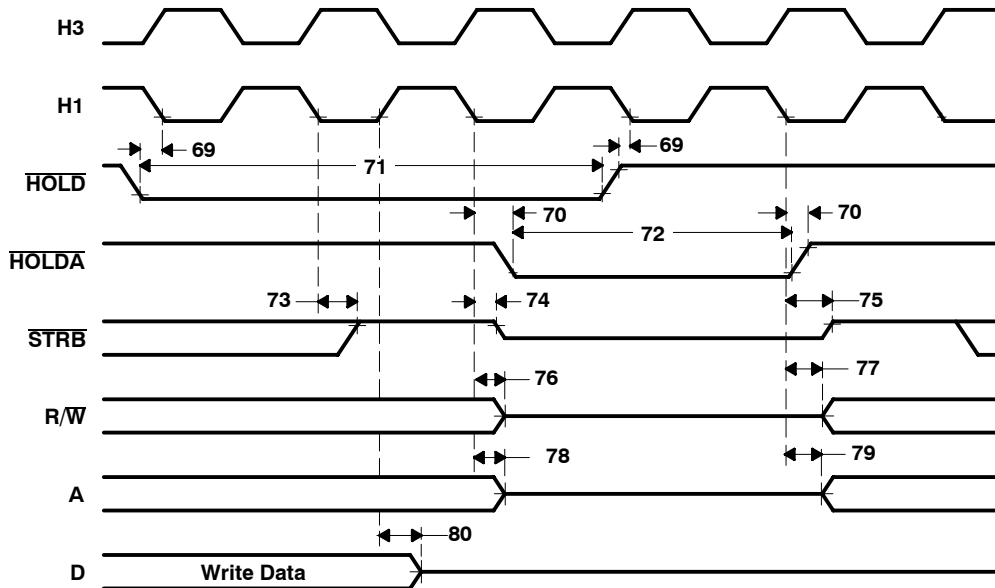 H3
H1
69 71 69
HOLD
70 72 70
HOLDA
73 74 75
STRB
76 77
R/W
78 79
A
80
D Write Data